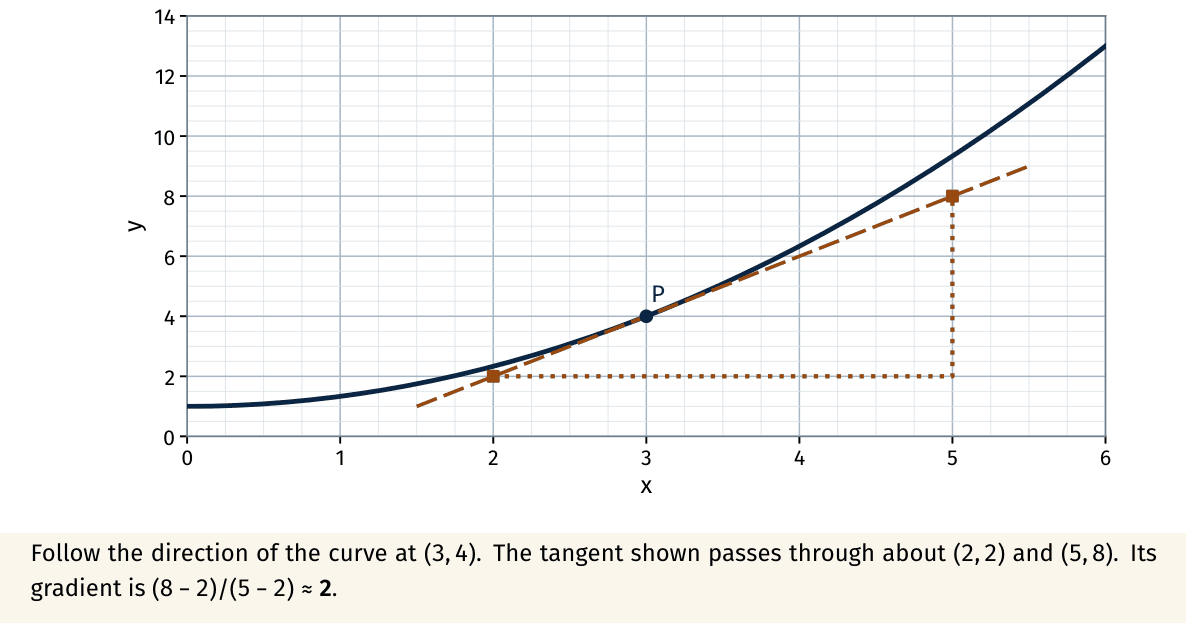 14
12
10
8
6
4
2
0
y
P
0 1 2 3 4 5 6
x
Follow the direction of the curve at (3, 4). The tangent shown passes through about (2, 2) and (5, 8). Its
gradient is (8 – 2)/(5 – 2) ≈ 2.